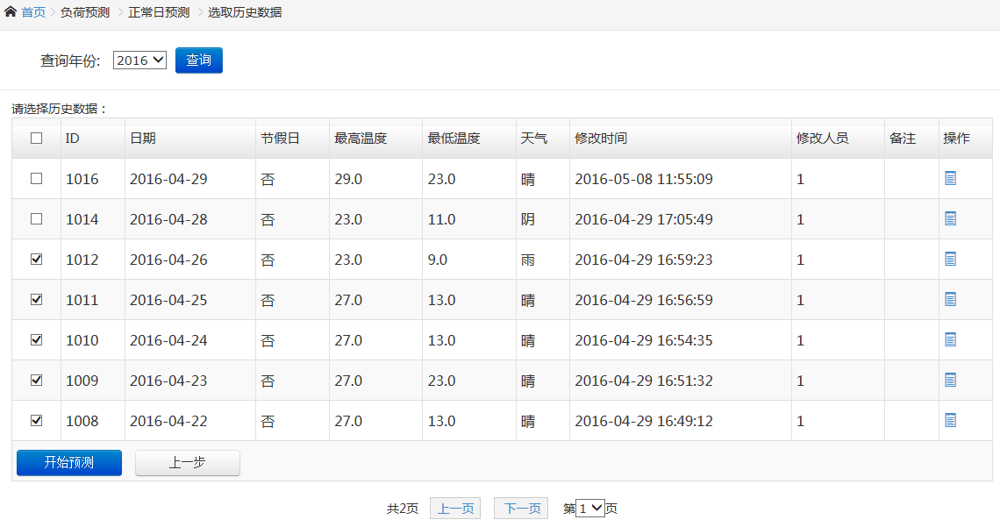 首页 > 负荷预测 > 正常日预测 > 选取历史数据
查询年份: 2016 查询
请选择历史数据：
ID 日期 节假日 最高温度 最低温度 天气 修改时间 修改人员 备注 操作
1016 2016-04-29 否 29.0 23.0 晴 2016-05-08 11:55:09 1
1014 2016-04-28 否 23.0 11.0 阴 2016-04-29 17:05:49 1
1012 2016-04-26 否 23.0 9.0 雨 2016-04-29 16:59:23 1
1011 2016-04-25 否 27.0 13.0 晴 2016-04-29 16:56:59 1
1010 2016-04-24 否 27.0 13.0 晴 2016-04-29 16:54:35 1
1009 2016-04-23 否 27.0 23.0 晴 2016-04-29 16:51:32 1
1008 2016-04-22 否 27.0 13.0 晴 2016-04-29 16:49:12 1
开始预测 上一步
共2页 上一页 下一页 第 1 页